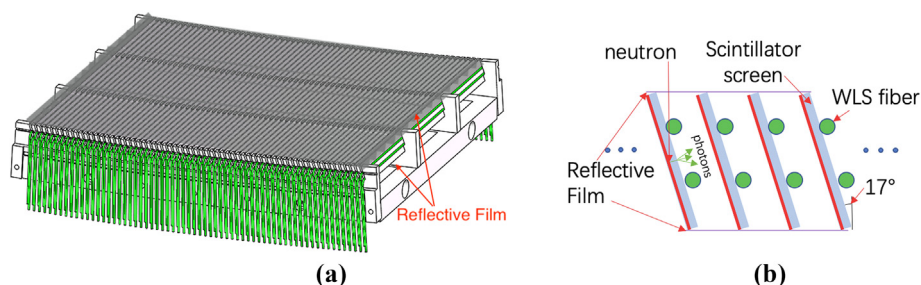 Reflective Film
(a)
neutron
Scintillator
screen
WLS fiber
photons
Reflective
Film
17°
(b)